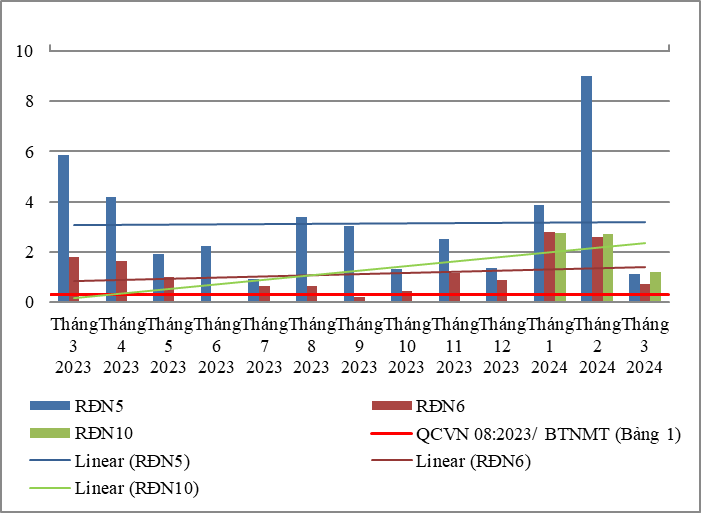 10
8
6
4
2
0
Tháng Tháng Tháng Tháng Tháng Tháng Tháng Tháng Tháng Tháng Tháng Tháng Tháng
3 4 5 6 7 8 9 10 11 12 1 2 3
2023 2023 2023 2023 2023 2023 2023 2023 2023 2023 2024 2024 2024
RĐN5 RĐN6
RĐN10 QCVN 08:2023/ BTNMT (Bảng 1)
Linear (RĐN5) Linear (RĐN6)
Linear (RĐN10)